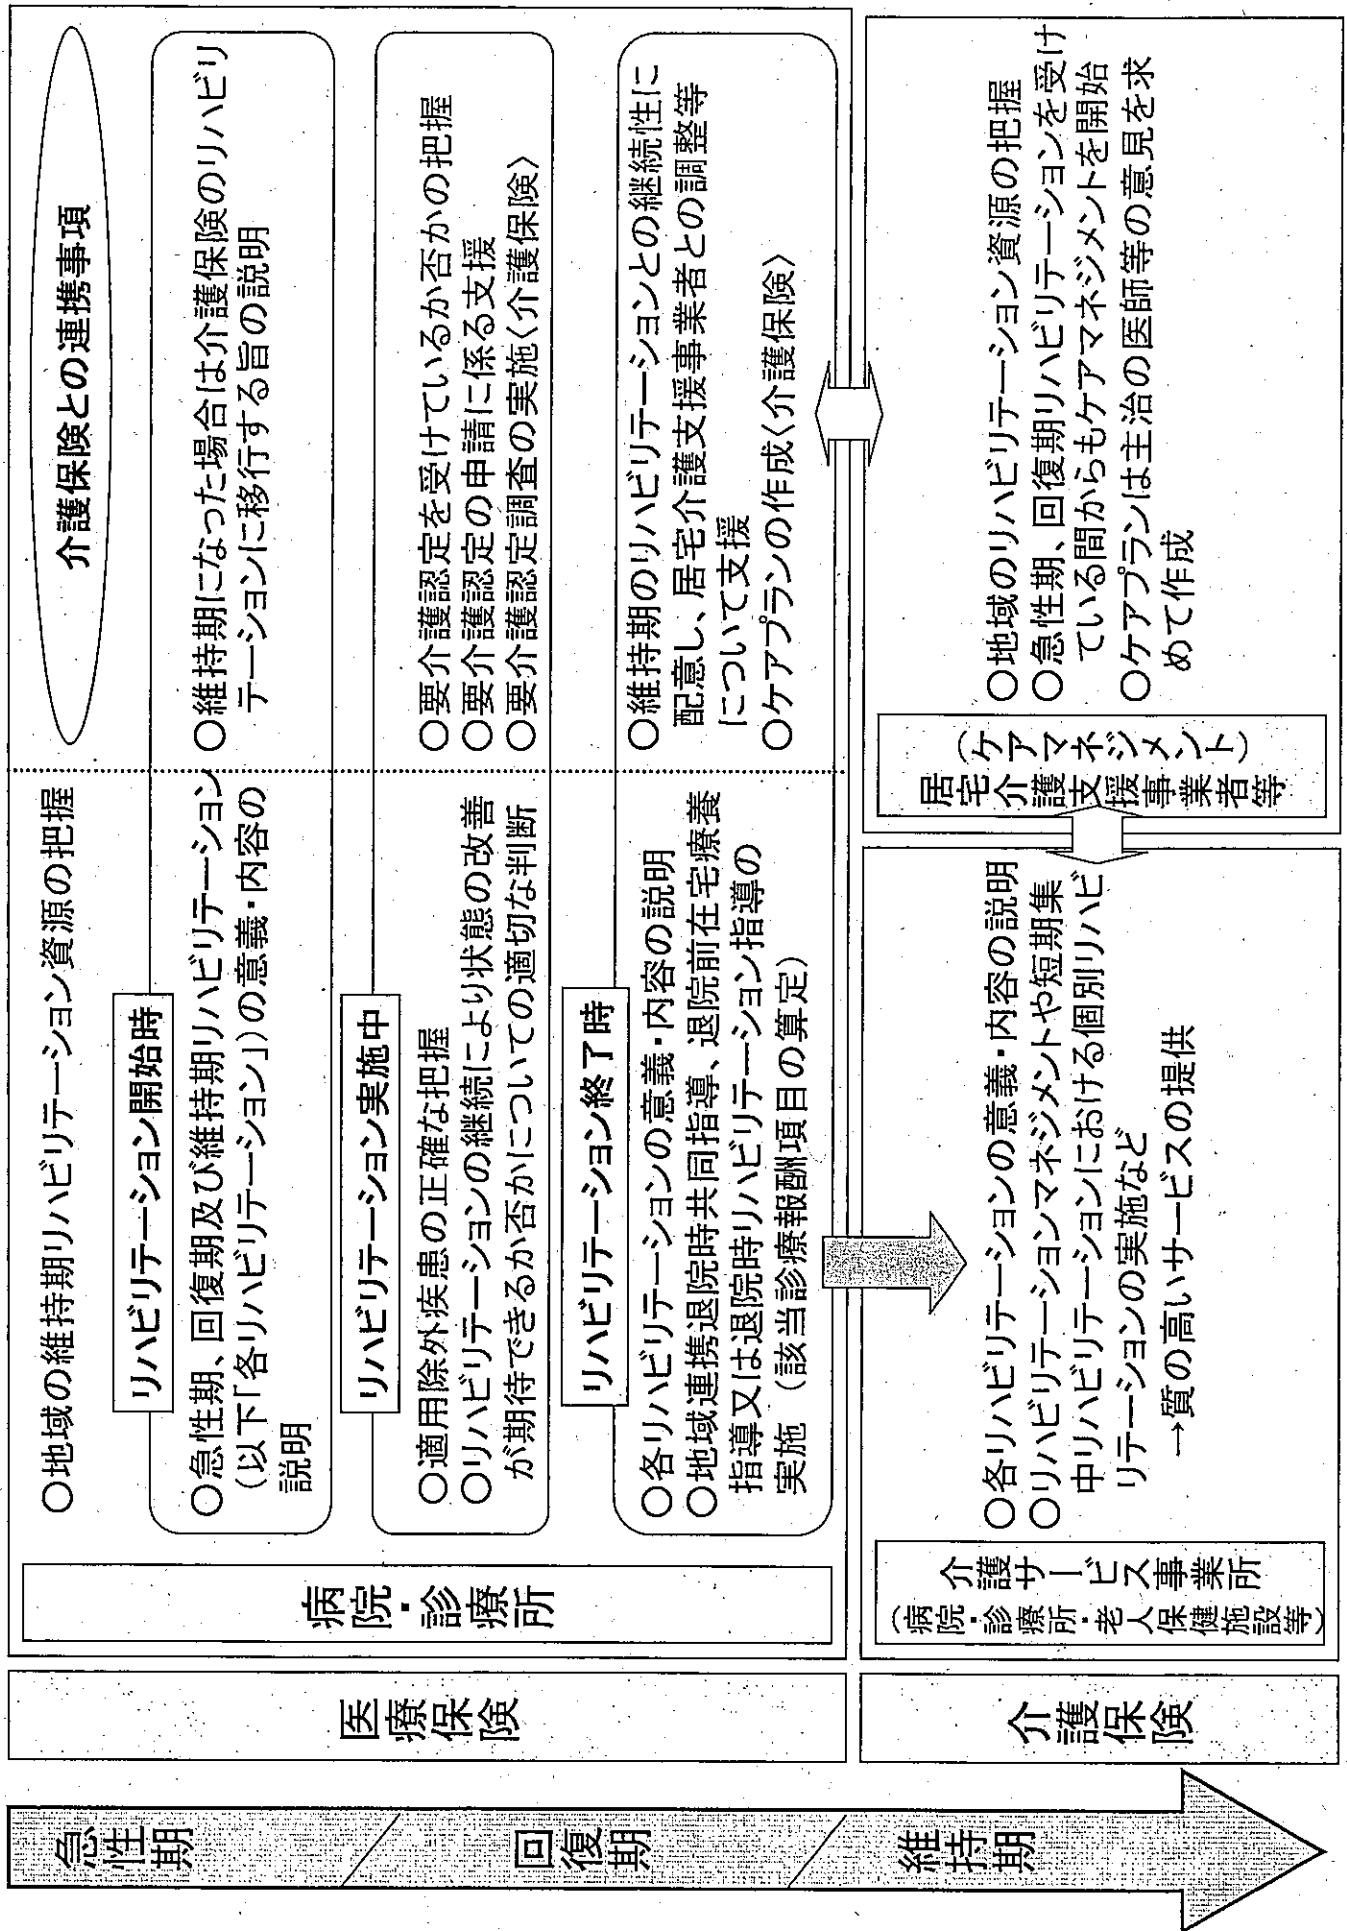 急性期
回復期
維持期
医療保険
病院・診療所
○地域の維持期リハビリテーション資源の把握
介護保険との連携事項
リハビリテーション開始時
○急性期、回復期及び維持期リハビリテーション
(以下「各リハビリテーション」)の意義・内容の
説明
○維持期になった場合は介護保険のリハビリ
テーションに移行する旨の説明
リハビリテーション実施中
○適用除外疾患の正確な把握
○リハビリテーションの継続により状態の改善
が期待できるか否かについての適切な判断
○要介護認定を受けているか否かの把握
○要介護認定の申請に係る支援
○要介護認定調査の実施〈介護保険〉
リハビリテーション終了時
○各リハビリテーションの意義・内容の説明
○地域連携退院時共同指導、退院前在宅療養
指導又は退院時リハビリテーション指導の
実施（該当診療報酬項目の算定）
○維持期のリハビリテーションとの継続性に
配意し、居宅介護支援事業者との調整等
について支援
○ケアプランの作成〈介護保険〉
介護保険
介護サービス事業所
（病院・診療所・老人保健施設等）
○各リハビリテーションの意義・内容の説明
○リハビリテーションマネジメントや短期集
中リハビリテーションにおける個別リハビ
リテーションの実施など
→質の高いサービスの提供
居宅介護支援事業者等
（ケアマネジメント）
○地域のリハビリテーション資源の把握
○急性期、回復期リハビリテーションを受け
ている間からもケアマネジメントを開始
○ケアプランは主治の医師等の意見を求
めて作成